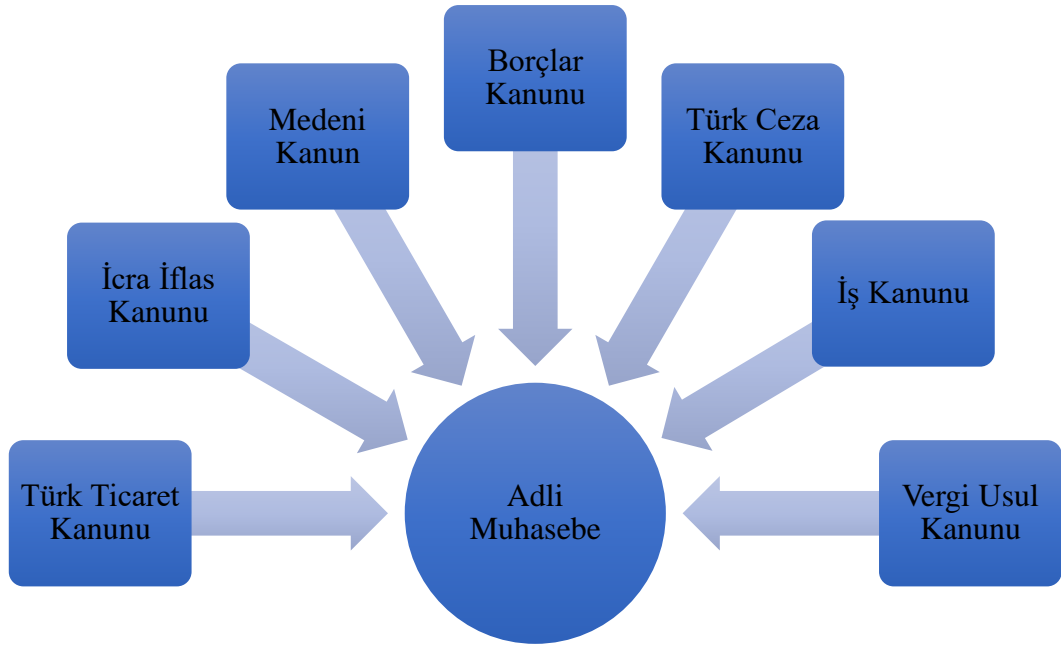 Borçlar
Kanunu
Medeni
Kanun
Türk Ceza
Kanunu
İcra İflas
Kanunu
İş Kanunu
Türk Ticaret
Kanunu
Adli
Muhasebe
Vergi Usul
Kanunu